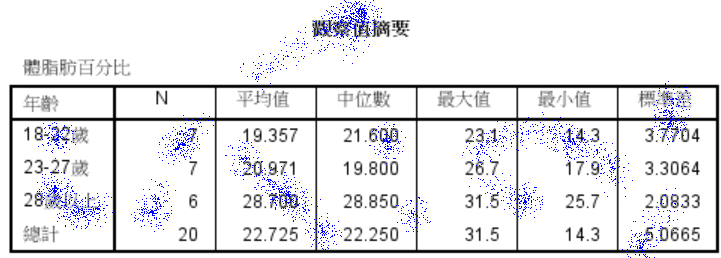 觀察值摘要
體脂肪百分比
年齡 N 平均值 中位數 最大值 最小值 標準差
18-22歲 7 19.357 21.600 23.1 14.3 3.7704
23-27歲 7 20.971 19.800 26.7 17.9 3.3064
28歲以上 6 28.700 28.850 31.5 25.7 2.0833
總計 20 22.725 22.250 31.5 14.3 5.0665